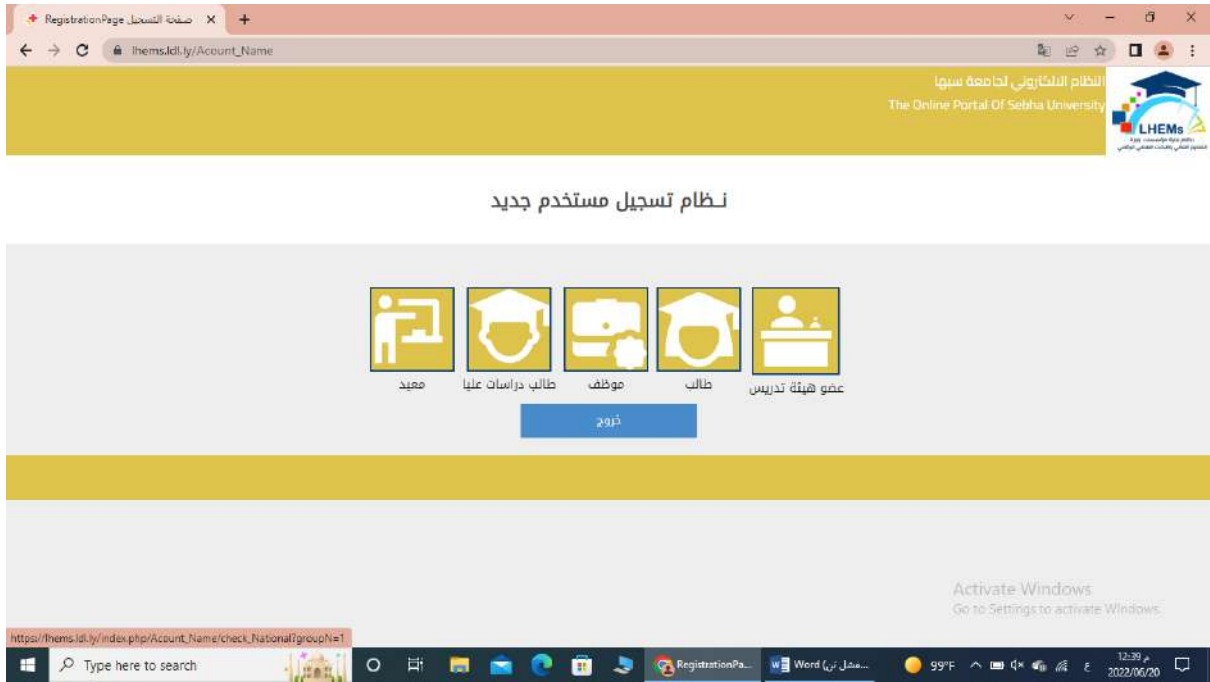 صفحة التسجيل RegistrationPage
lhems.ldl.ly/Acount_Name
النظام الالكتاروني لجامعة سبها
The Online Portal Of Sebha University
LHEMs
نـظام تسجيل مستخدم جديد
عضو هيئة تدريس
طالب
موظف
طالب دراسات عليا
معيد
خروج
Activate Windows
Go to Settings to activate Windows.
https://lhems.ldl.ly/index.php/Acount_Name/check_National?groupN=1
Type here to search
RegistrationPa...
Word (فشل تن...
99°F
ع
12:39 م
2022/06/20